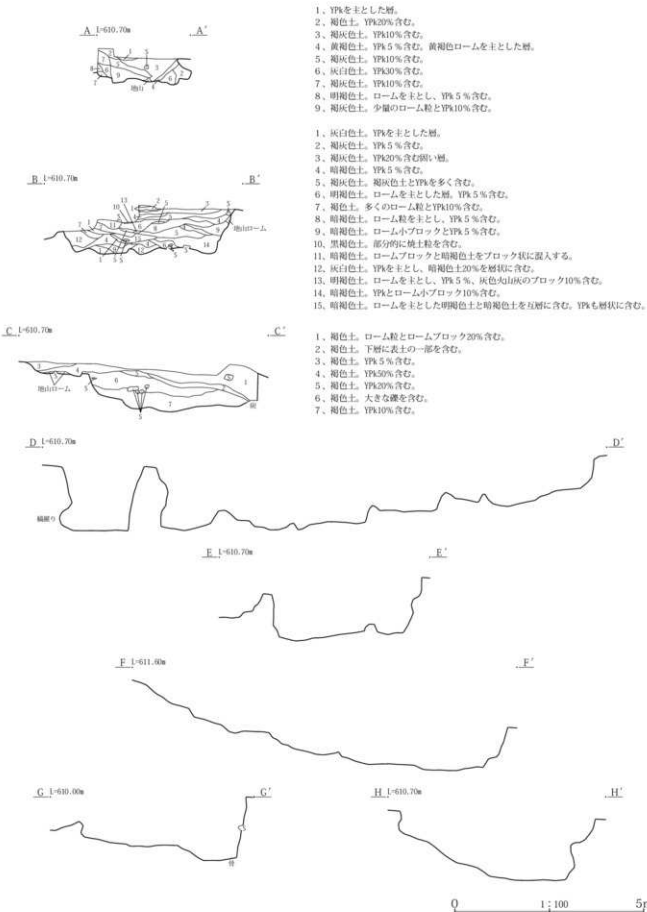 A L=610.70m A′
地山
1、YPkを主とした層。
2、褐色土。YPk20%含む。
3、褐灰色土。YPk10%含む。
4、黄褐色土。YPk５%含む。黄褐色ロームを主とした層。
5、褐灰色土。YPk10%含む。
6、灰白色土。YPk30%含む。
7、褐灰色土。YPk10%含む。
8、明褐色土。ロームを主とし、YPk５%含む。
9、褐灰色土。少量のローム粒とYPk10%含む。
B L=610.70m B′
地山ローム
1、灰白色土。YPkを主とした層。
2、褐灰色土。YPk５%含む。
3、褐灰色土。YPk20%含む固い層。
4、暗褐色土。YPk５%含む。
5、褐灰色土。褐灰色土とYPkを多く含む。
6、明褐色土。ロームを主とした層。YPk５%含む。
7、褐色土。多くのローム粒とYPk10%含む。
8、暗褐色土。ローム粒を主とし、YPk５%含む。
9、暗褐色土。ローム小ブロックとYPk５%含む。
10、黒褐色土。部分的に焼土粒を含む。
11、暗褐色土。ロームブロックと暗褐色土をブロック状に混入する。
12、灰白色土。YPkを主とし、暗褐色土20%を層状に含む。
13、明褐色土。ロームを主とし、YPk５%、灰色火山灰のブロック10%含む。
14、暗褐色土。YPkとローム小ブロック10%含む。
15、暗褐色土。ロームを主とした明褐色土と暗褐色土を互層に含む。YPkも層状に含む。
C L=610.70m C′
地山ローム
1、褐色土。ローム粒とロームブロック20%含む。
2、褐色土。下層に表土の一部を含む。
3、褐色土。YPk５%含む。
4、褐色土。YPk50%含む。
5、褐色土。YPk20%含む。
6、褐色土。大きな礫を含む。
7、褐色土。YPk10%含む。
D L=610.70m D′
E L=610.70m E′
F L=611.60m F′
G L=610.00m G′
H L=610.70m H′
0 1：100 5m